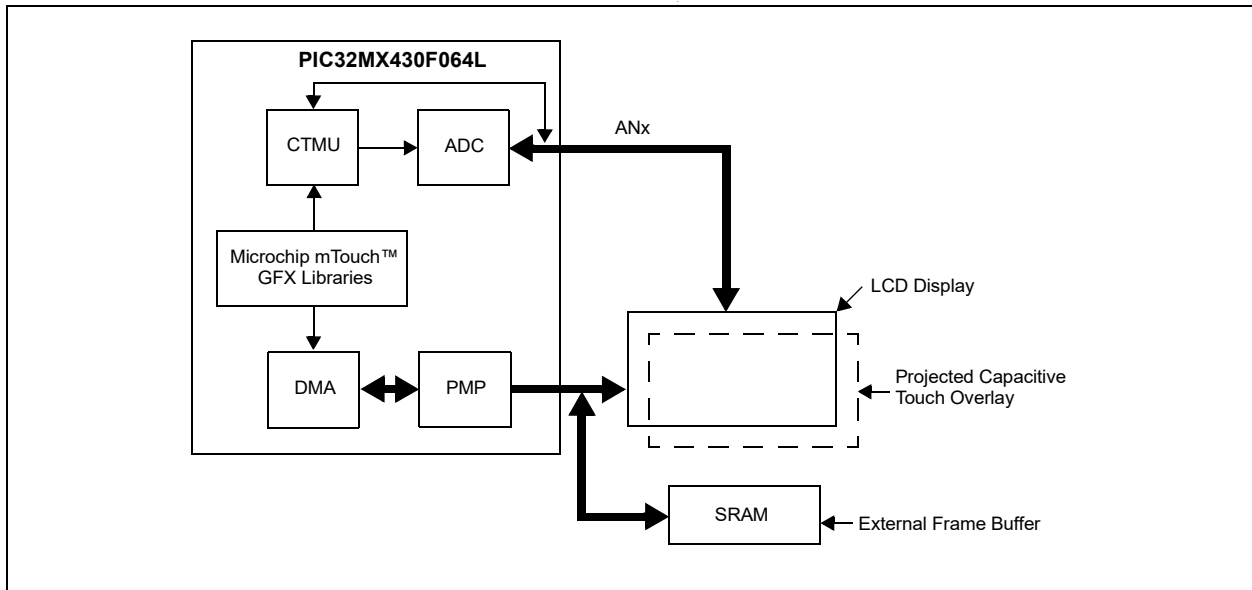 PIC32MX430F064L
CTMU
ADC
ANx
Microchip mTouch™
GFX Libraries
LCD Display
DMA
PMP
Projected Capacitive
Touch Overlay
SRAM
External Frame Buffer